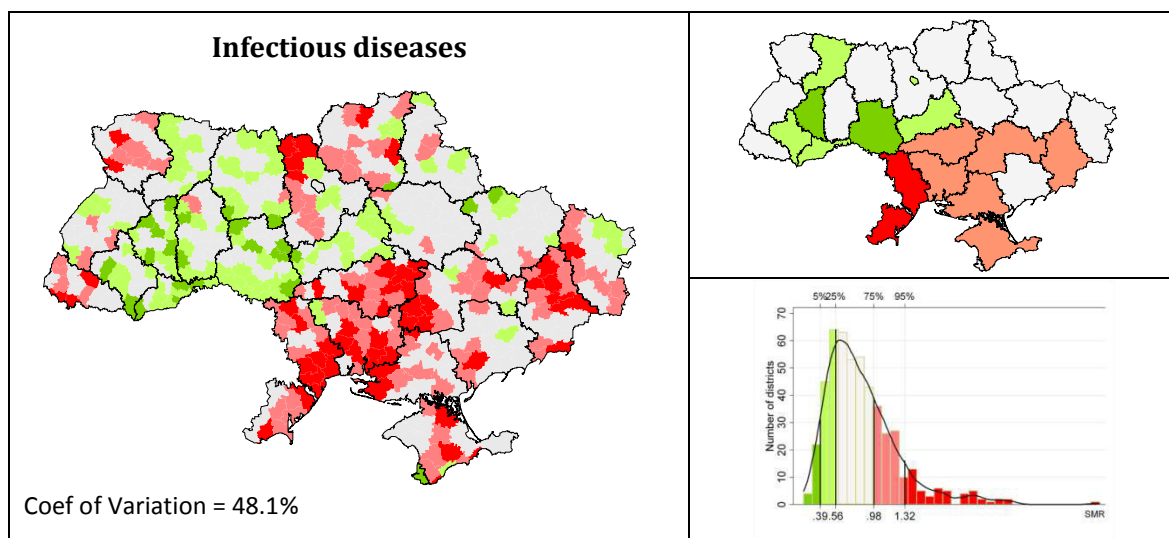 Infectious diseases
Coef of Variation = 48.1%
5% 25% 75% 95%
Number of districts
70
60
50
40
30
20
10
0
.39 .56 .98 1.32
SMR